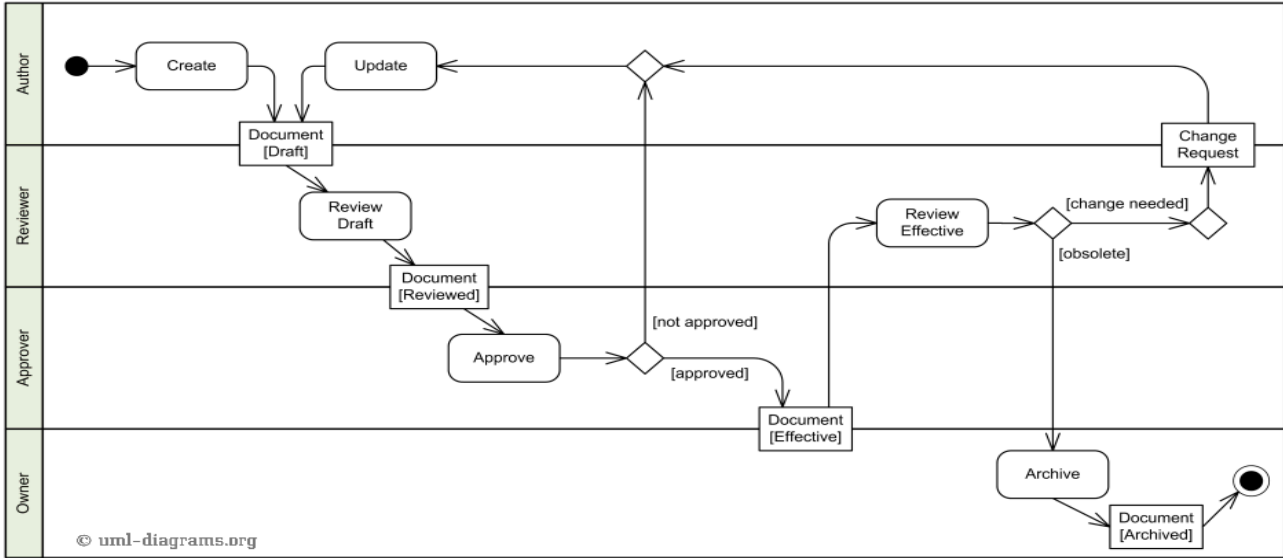 Author
Create
Update
Document
[Draft]
Change
Request
Reviewer
Review
Draft
Review
Effective
[change needed]
[obsolete]
Document
[Reviewed]
Approver
[not approved]
Approve
[approved]
Document
[Effective]
Owner
Archive
Document
[Archived]
© uml-diagrams.org